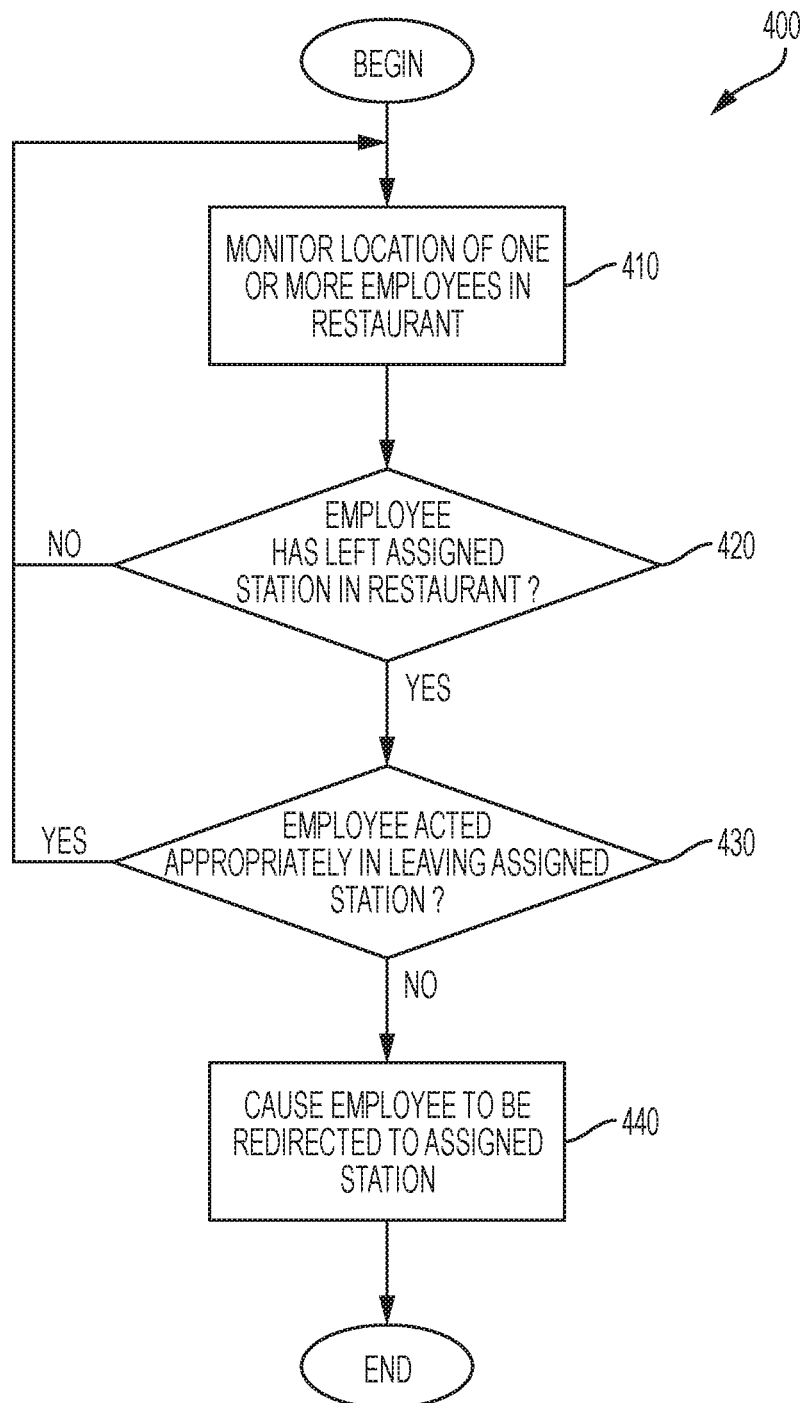 400
BEGIN
MONITOR LOCATION OF ONE
OR MORE EMPLOYEES IN
RESTAURANT
410
EMPLOYEE
HAS LEFT ASSIGNED
STATION IN RESTAURANT ?
420
NO
YES
EMPLOYEE ACTED
APPROPRIATELY IN LEAVING ASSIGNED
STATION ?
430
YES
NO
CAUSE EMPLOYEE TO BE
REDIRECTED TO ASSIGNED
STATION
440
END